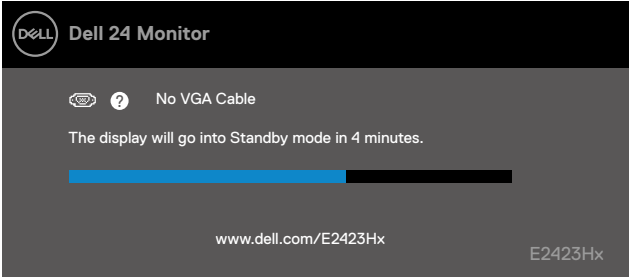 DELL
Dell 24 Monitor
? No VGA Cable
The display will go into Standby mode in 4 minutes.
www.dell.com/E2423Hx
E2423Hx